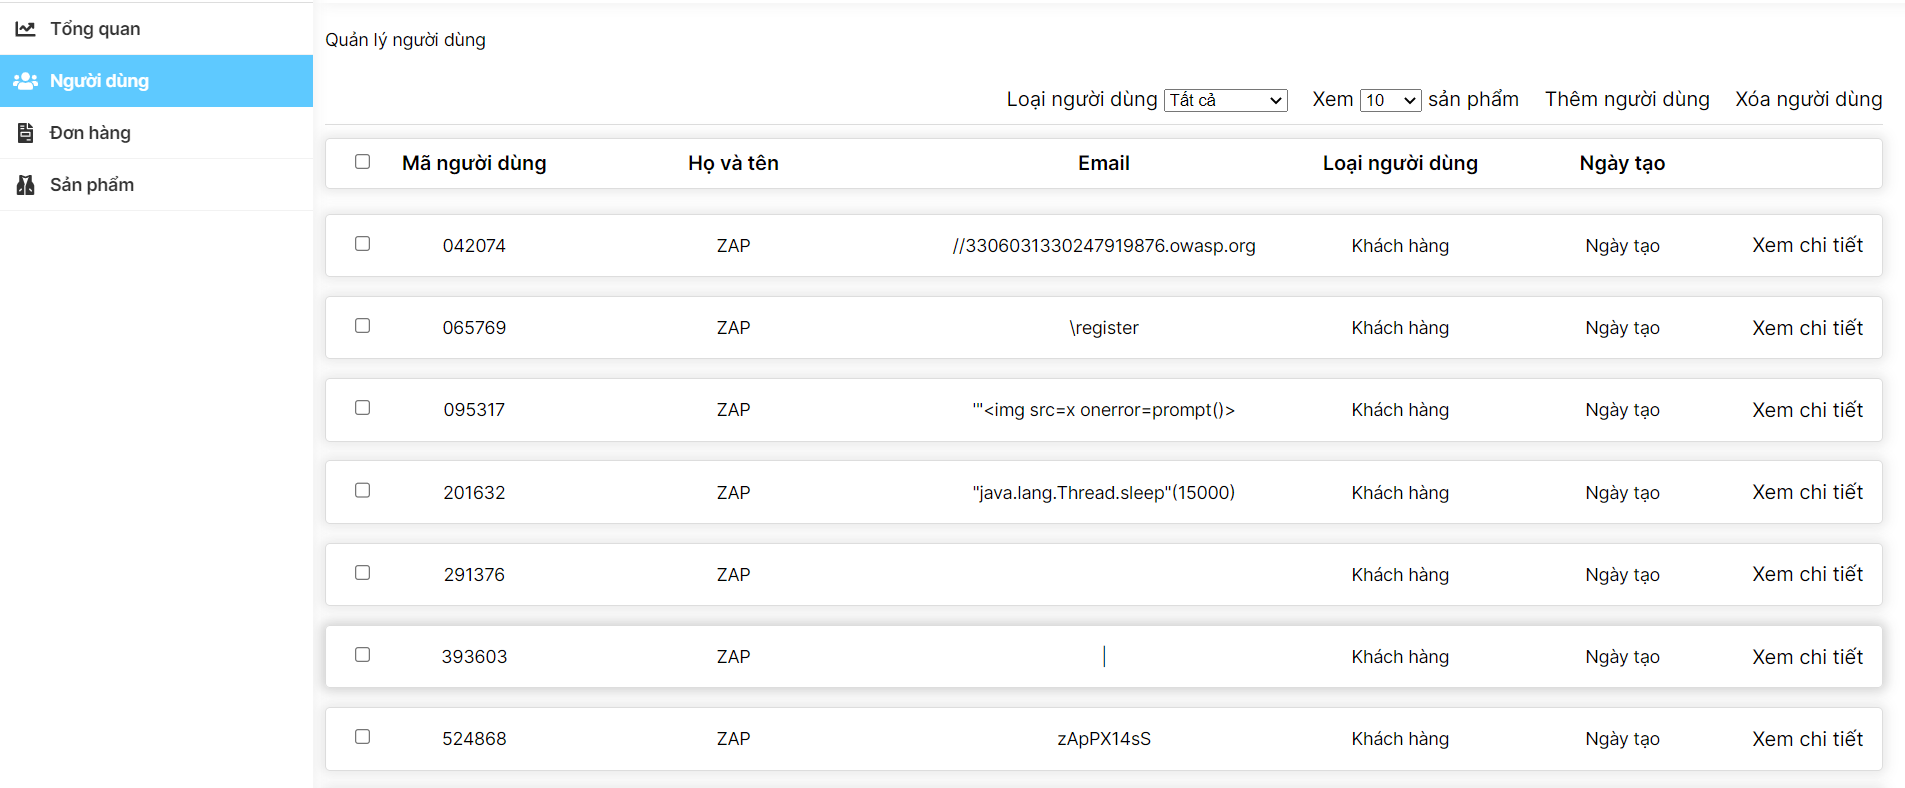 Tổng quan
Người dùng
Đơn hàng
Sản phẩm
Quản lý người dùng
Loại người dùng Tất cả Xem 10 sản phẩm Thêm người dùng Xóa người dùng
Mã người dùng Họ và tên Email Loại người dùng Ngày tạo
042074 ZAP //3306031330247919876.owasp.org Khách hàng Ngày tạo Xem chi tiết
065769 ZAP \register Khách hàng Ngày tạo Xem chi tiết
095317 ZAP '"<img src=x onerror=prompt()> Khách hàng Ngày tạo Xem chi tiết
201632 ZAP "java.lang.Thread.sleep"(15000) Khách hàng Ngày tạo Xem chi tiết
291376 ZAP Khách hàng Ngày tạo Xem chi tiết
393603 ZAP | Khách hàng Ngày tạo Xem chi tiết
524868 ZAP zApPX14sS Khách hàng Ngày tạo Xem chi tiết